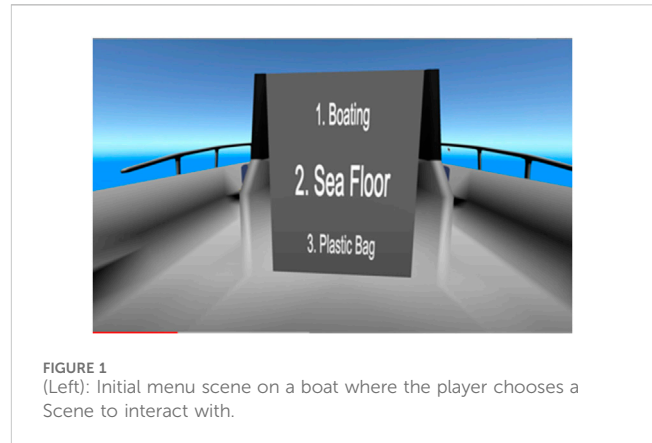 1. Boating
2. Sea Floor
3. Plastic Bag
FIGURE 1
(Left): Initial menu scene on a boat where the player chooses a
Scene to interact with.